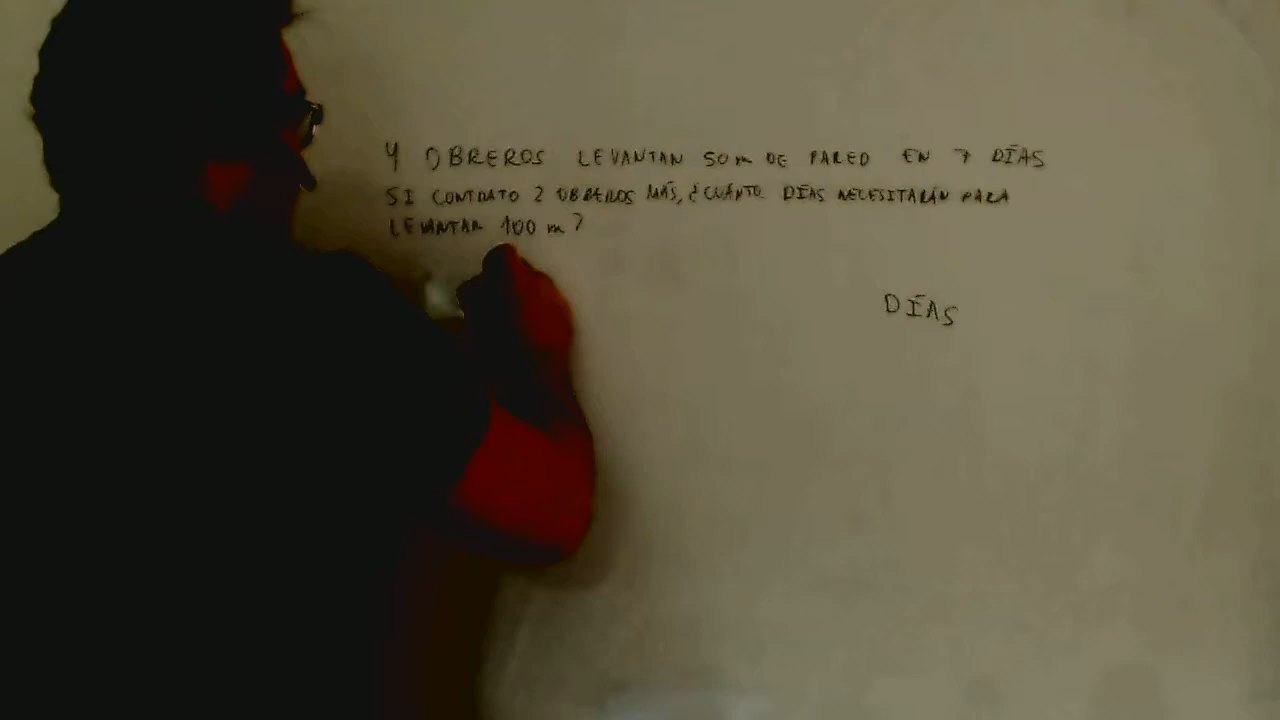 4 OBREROS LEVANTAN 50 m DE PARED EN 7 DÍAS
SI CONTRATO 2 OBREROS MÁS, ¿CUÁNTO DÍAS NECESITARÁN PARA
LEVANTAR 100 m?
DÍAS